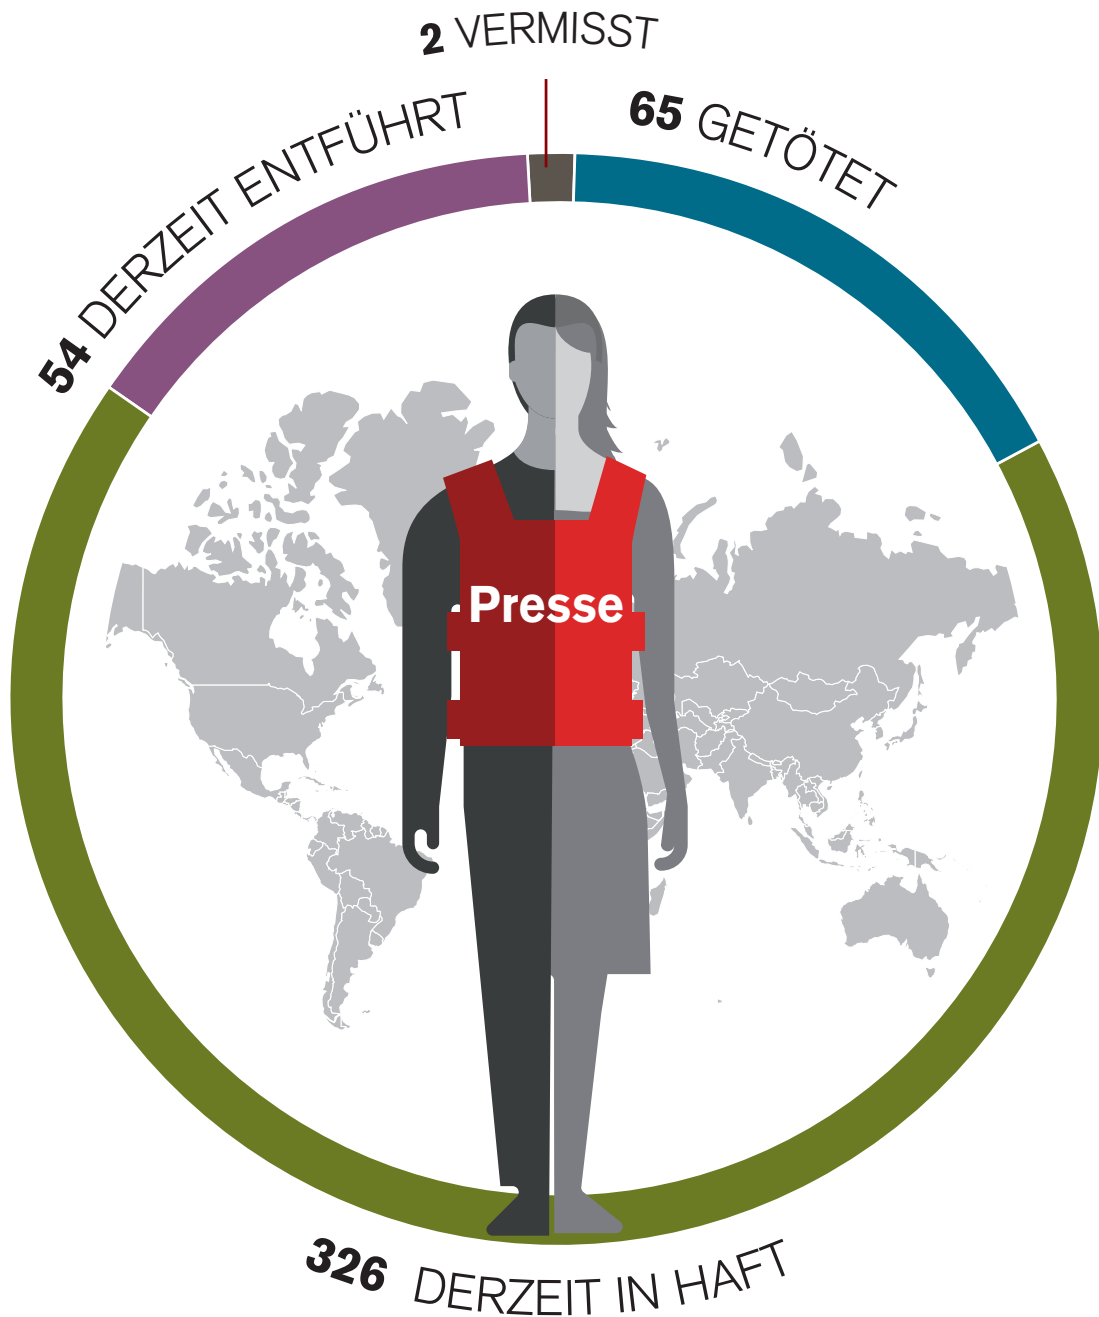 2 VERMISST
65 GETÖTET
54 DERZEIT ENTFÜHRT
Presse
326 DERZEIT IN HAFT